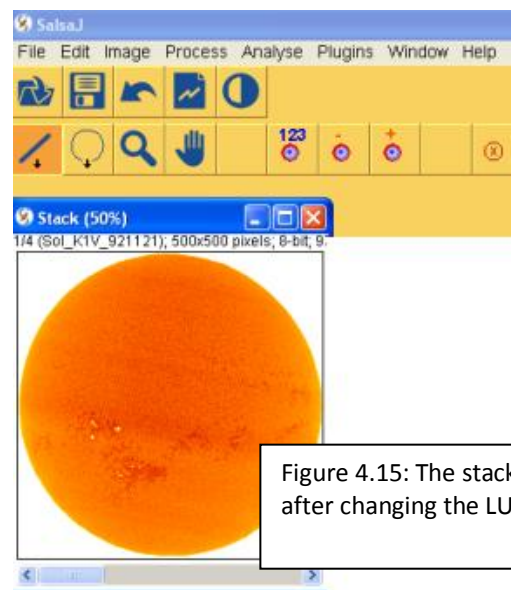 SalsaJ
File Edit Image Process Analyse Plugins Window Help
123
Stack (50%)
1/4 (Sol_K1V_921121); 500x500 pixels; 8-bit;
Figure 4.15: The stack
after changing the LU